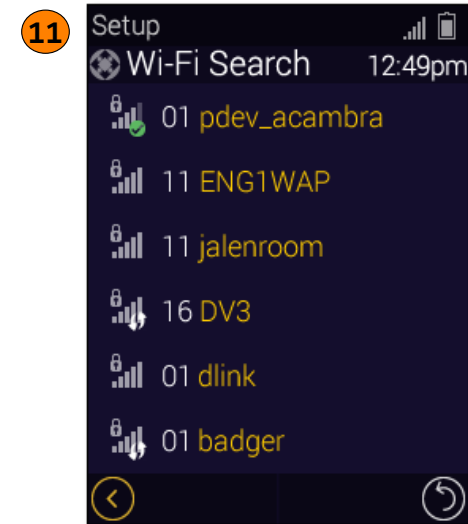 11
Setup
Wi-Fi Search 12:49pm
01 pdev_acambra
11 ENG1WAP
11 jalenroom
16 DV3
01 dlink
01 badger